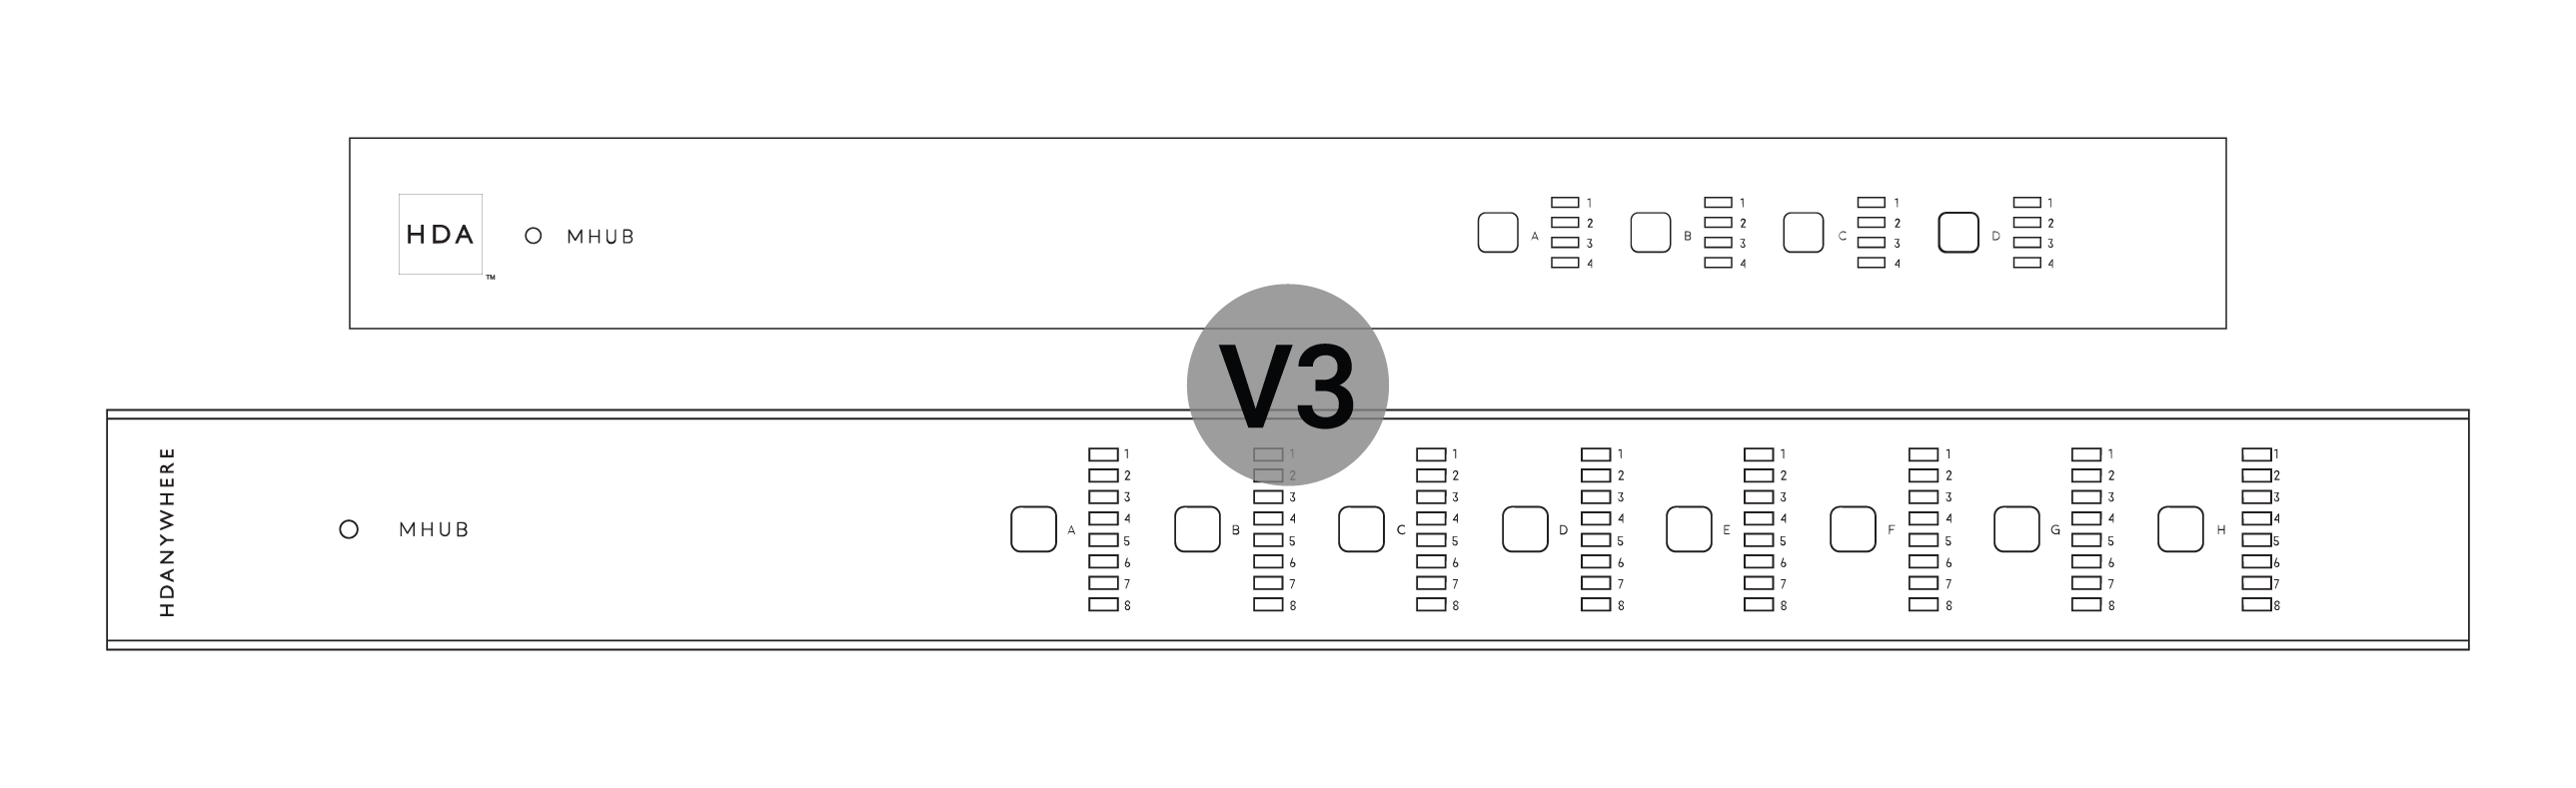 HDA
™
MHUB
A 1 2 3 4
B 1 2 3 4
C 1 2 3 4
D 1 2 3 4
V3
HDANYWHERE
MHUB
A 1 2 3 4 5 6 7 8
B 1 2 3 4 5 6 7 8
C 1 2 3 4 5 6 7 8
D 1 2 3 4 5 6 7 8
E 1 2 3 4 5 6 7 8
F 1 2 3 4 5 6 7 8
G 1 2 3 4 5 6 7 8
H 1 2 3 4 5 6 7 8